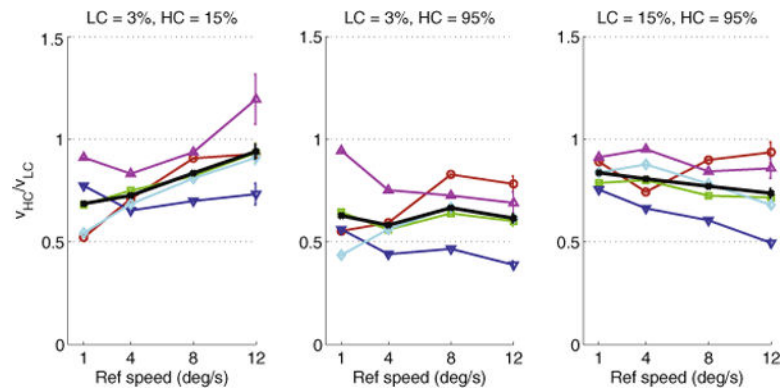 LC = 3%, HC = 15%
LC = 3%, HC = 95%
LC = 15%, HC = 95%
v_HC/v_LC
1.5
1
0.5
0
1 4 8 12
Ref speed (deg/s)
1.5
1
0.5
0
1 4 8 12
Ref speed (deg/s)
1.5
1
0.5
0
1 4 8 12
Ref speed (deg/s)